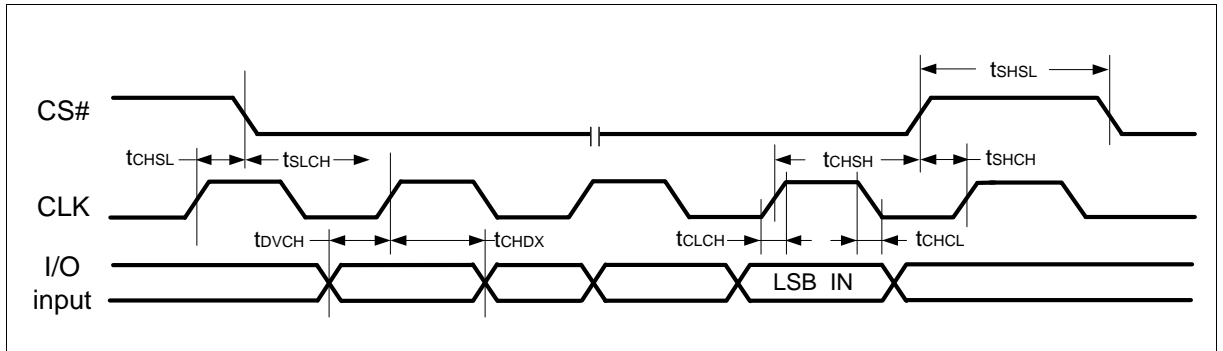 tSHSL
CS#
tCHSL
tSLCH
tCHSH
tSHCH
CLK
tDVCH
tCHDX
tCLCH
tCHCL
I/O
input
LSB IN